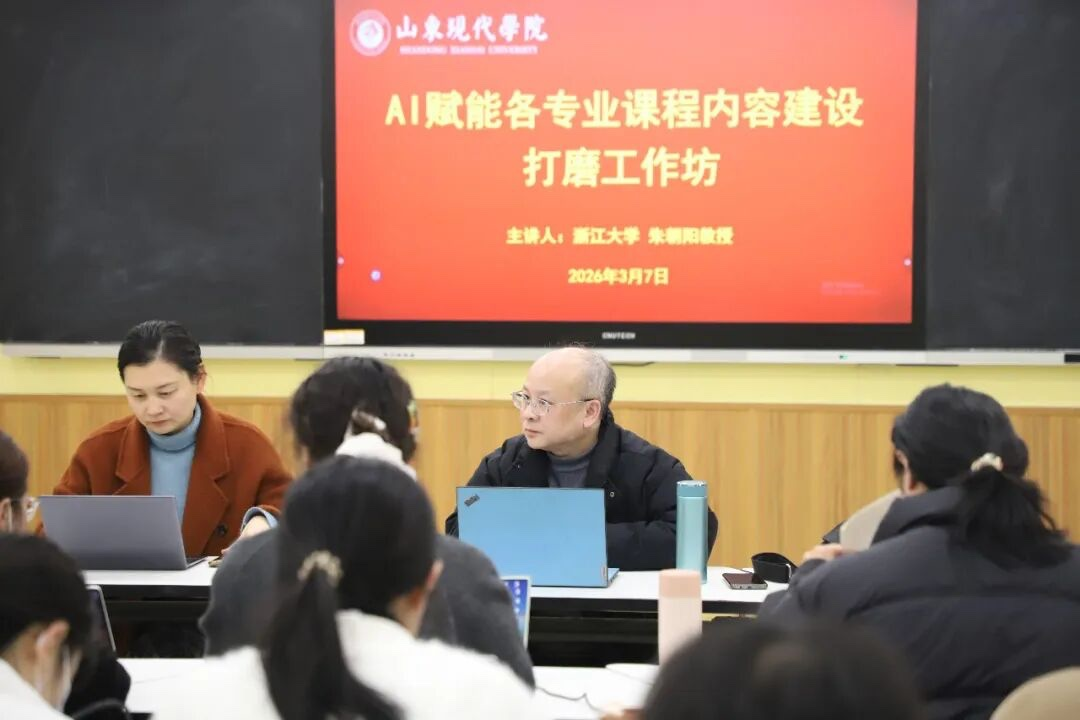 山東現代學院
SHANDONG XIANDAI UNIVERSITY
AI赋能各专业课程内容建设
打磨工作坊
主讲人：浙江大学 朱朝阳教授
2026年3月7日
CNUTECH
ThinkPad